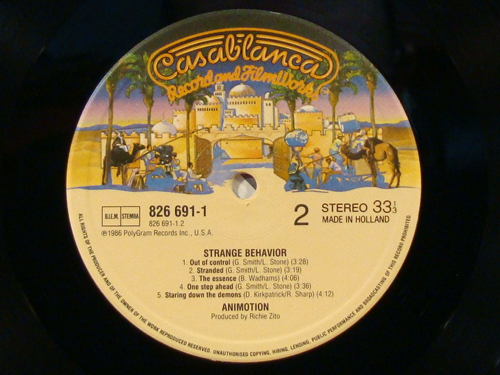 Casablanca
Record and FilmWorks
B.I.E.M. STEMRA
826 691-1
826 691-1.2
℗1986 PolyGram Records Inc., U.S.A.
2
STEREO 33 1/3
MADE IN HOLLAND
STRANGE BEHAVIOR
1. Out of control (G. Smith/L. Stone) (3:28)
2. Stranded (G. Smith/L. Stone) (3:19)
3. The essence (B. Wadhams) (4:06)
4. One step ahead (G. Smith/L. Stone) (3:36)
5. Staring down the demons (D. Kirkpatrick/R. Sharp) (4:12)
ANIMOTION
Produced by Richie Zito
ALL RIGHTS OF THE PRODUCER AND OF THE OWNER OF THE WORK REPRODUCED RESERVED. UNAUTHORISED COPYING, HIRING, LENDING, PUBLIC PERFORMANCE AND BROADCASTING OF THIS RECORD PROHIBITED.